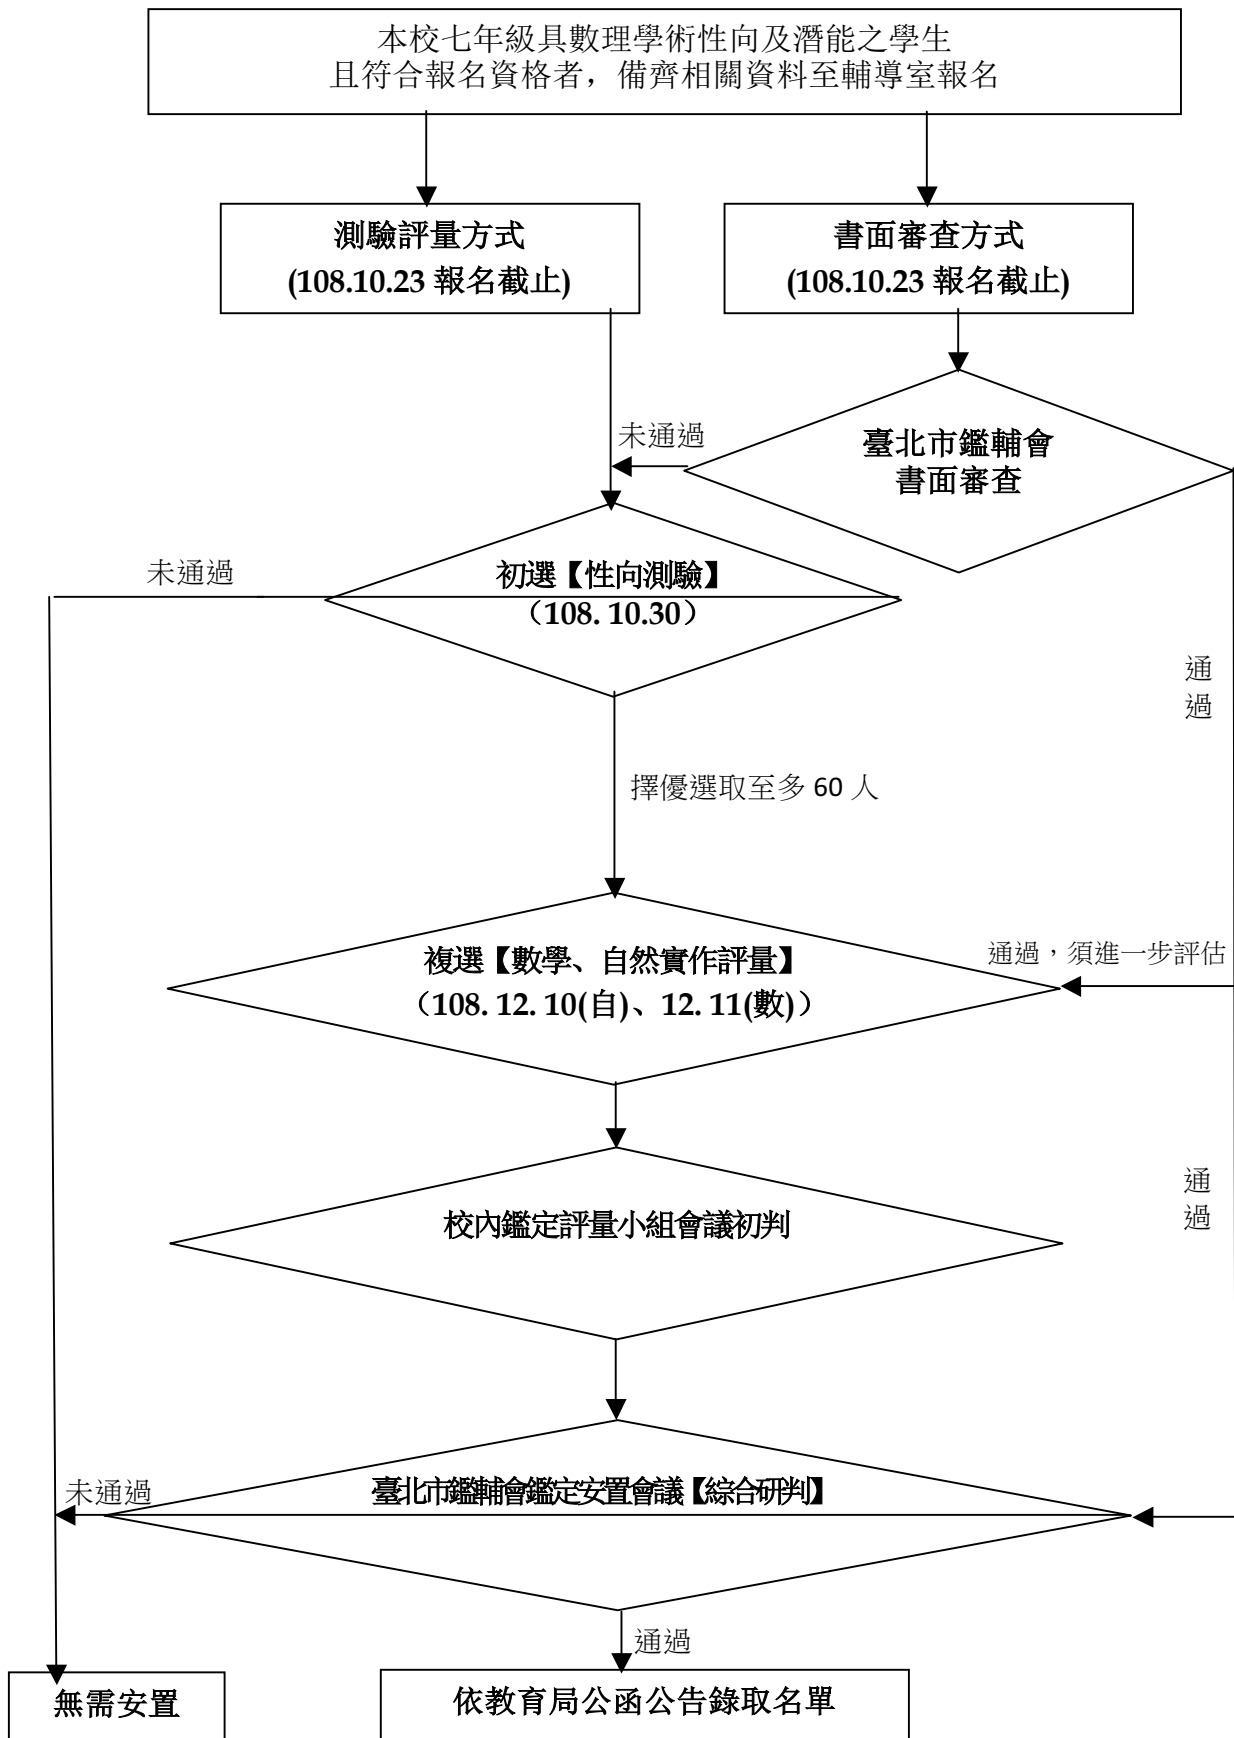 本校七年級具數理學術性向及潛能之學生
且符合報名資格者，備齊相關資料至輔導室報名
測驗評量方式
(108.10.23 報名截止)
書面審查方式
(108.10.23 報名截止)
臺北市鑑輔會
書面審查
未通過
未通過
初選【性向測驗】
（108. 10.30）
通
過
擇優選取至多 60 人
複選【數學、自然實作評量】
（108. 12. 10(自)、12. 11(數)）
通過，須進一步評估
校內鑑定評量小組會議初判
通
過
未通過
臺北市鑑輔會鑑定安置會議【綜合研判】
通過
無需安置
依教育局公函公告錄取名單